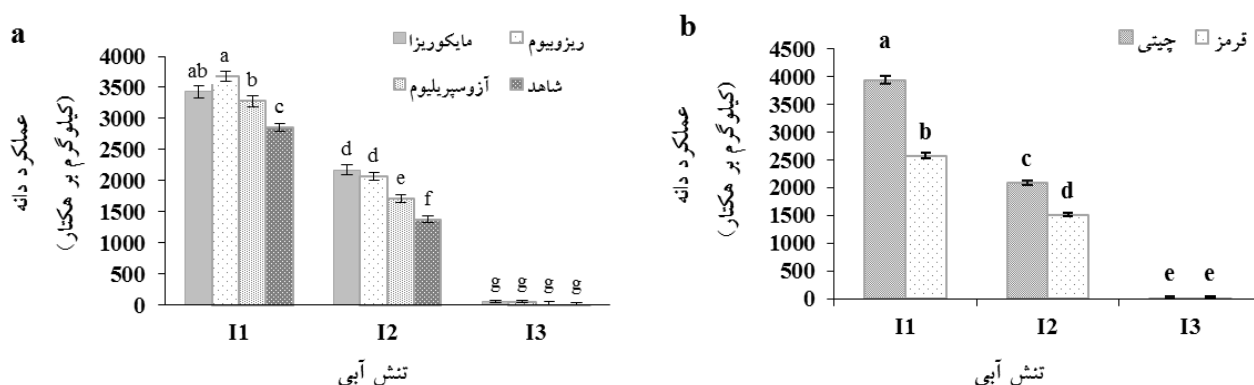 a
مایکوریزا
ریزوبیوم
آزوسپریلیوم
شاهد
4000
3500
3000
2500
2000
1500
1000
500
0
عملکرد دانه
(کیلوگرم بر هکتار)
ab a b c
d d e f
g g g g
I1 I2 I3
تنش آبی
b
چیتی
قرمز
4500
4000
3500
3000
2500
2000
1500
1000
500
0
عملکرد دانه
(کیلوگرم بر هکتار)
a b
c d
e e
I1 I2 I3
تنش آبی